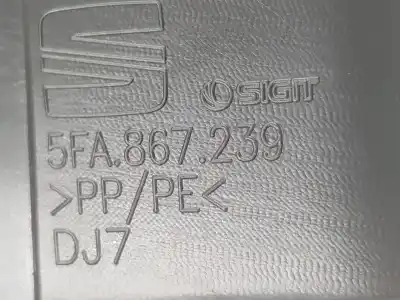 SIGIT
5FA.867.239
>PP/PE<
DJ7